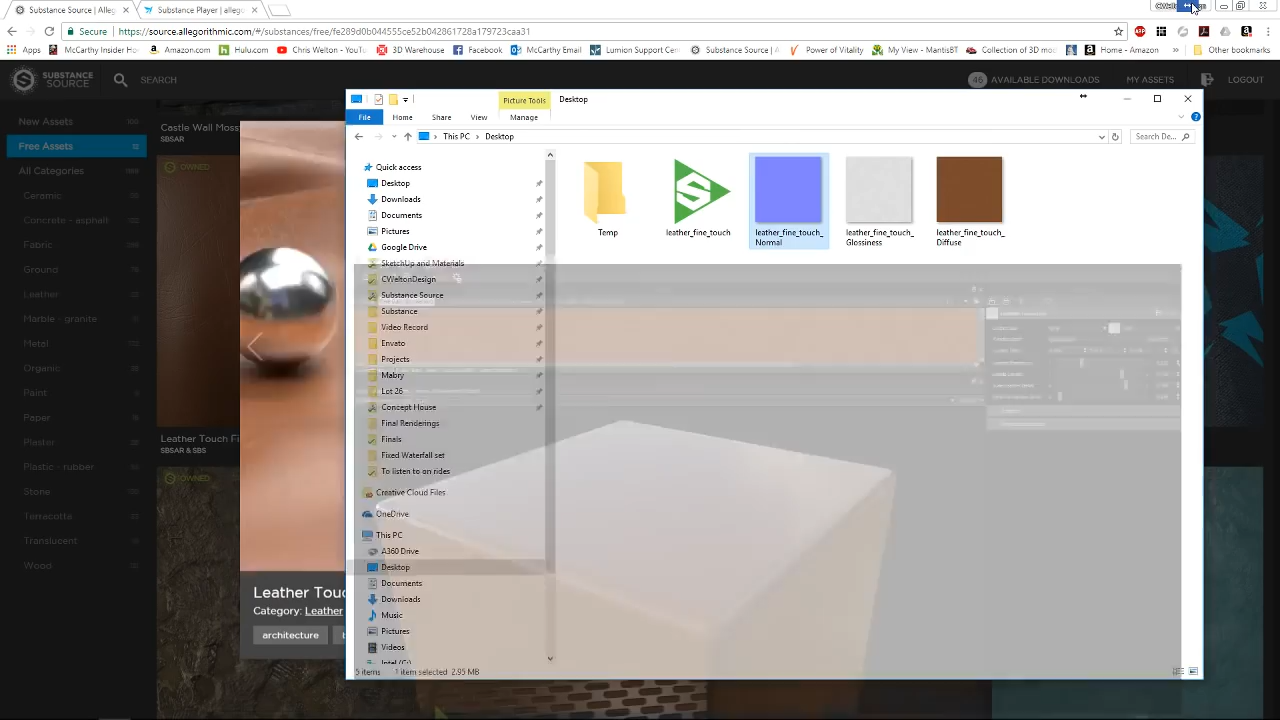 Substance Source | Alleg
Substance Player | alleg
Secure
https://source.allegorithmic.com/#/substances/free/fe289d0b044555ce52b042861728a179723caa31
Apps
McCarthy Insider Ho
Amazon.com
Hulu.com
Chris Welton - YouTu
3D Warehouse
Facebook
McCarthy Email
Lumion Support Cen
Substance Source | A
Power of Vitality
My View - MantisBT
Collection of 3D mo
Home - Amazon
Other bookmarks
SUBSTANCE
SOURCE
SEARCH
46
AVAILABLE DOWNLOADS
MY ASSETS
LOGOUT
New Assets
Free Assets
All Categories
Ceramic
Concrete - asphalt
Fabric
Ground
Leather
Marble - granite
Metal
Organic
Paint
Paper
Plaster
Plastic - rubber
Stone
Terracotta
Translucent
Wood
Castle Wall Moss
SBSAR
OWNED
Leather Touch Fi
SBSAR & SBS
OWNED
Leather Touc
Category: Leather
architecture
Picture Tools
Desktop
File
Home
Share
View
Manage
This PC
Desktop
Search De...
Quick access
Desktop
Downloads
Documents
Pictures
Google Drive
SketchUp and Materials
CWeltonDesign
Substance Source
Substance
Video Record
Envato
Projects
Mabry
Lot 26
Concept House
Final Renderings
Finals
Fixed Waterfall set
To listen to on rides
Creative Cloud Files
OneDrive
This PC
A360 Drive
Desktop
Documents
Downloads
Music
Pictures
Videos
Temp
leather_fine_touch
leather_fine_touch_
Normal
leather_fine_touch_
Glossiness
leather_fine_touch_
Diffuse
5 items
1 item selected 2.95 MB